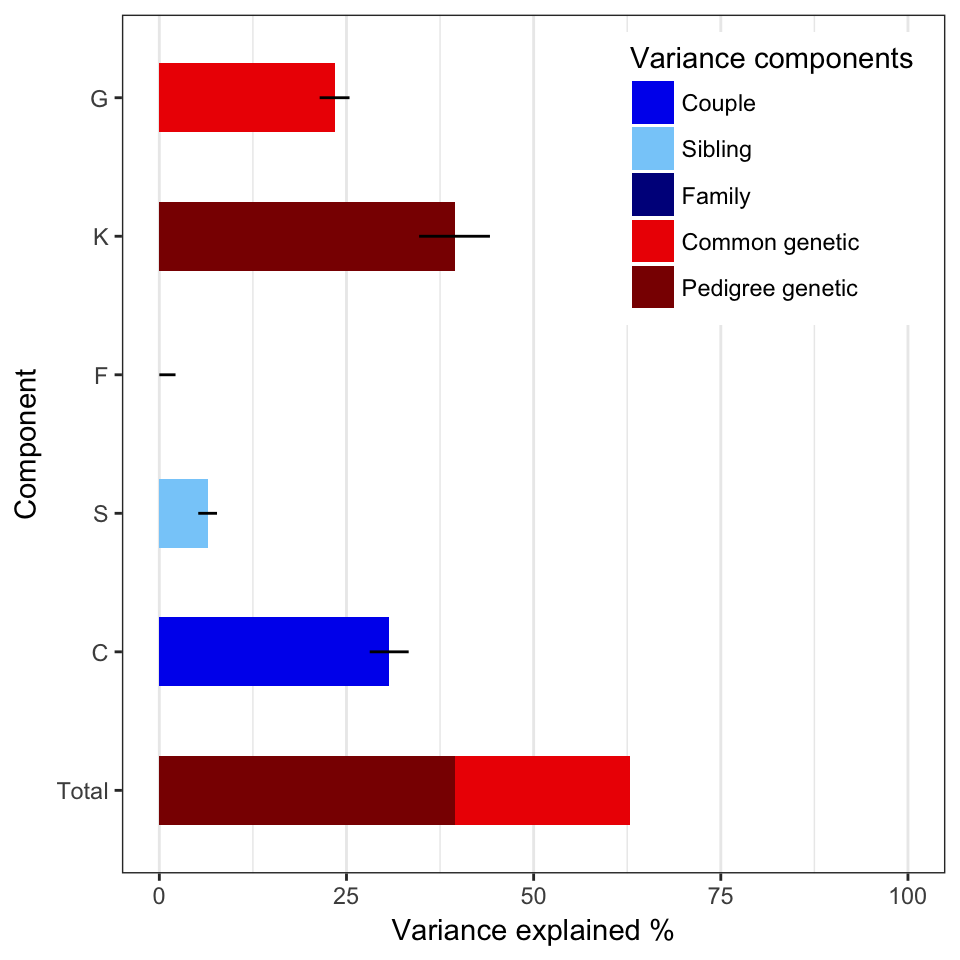 Variance components
Couple
Sibling
Family
Common genetic
Pedigree genetic
G
K
F
S
C
Total
Component
0 25 50 75 100
Variance explained %